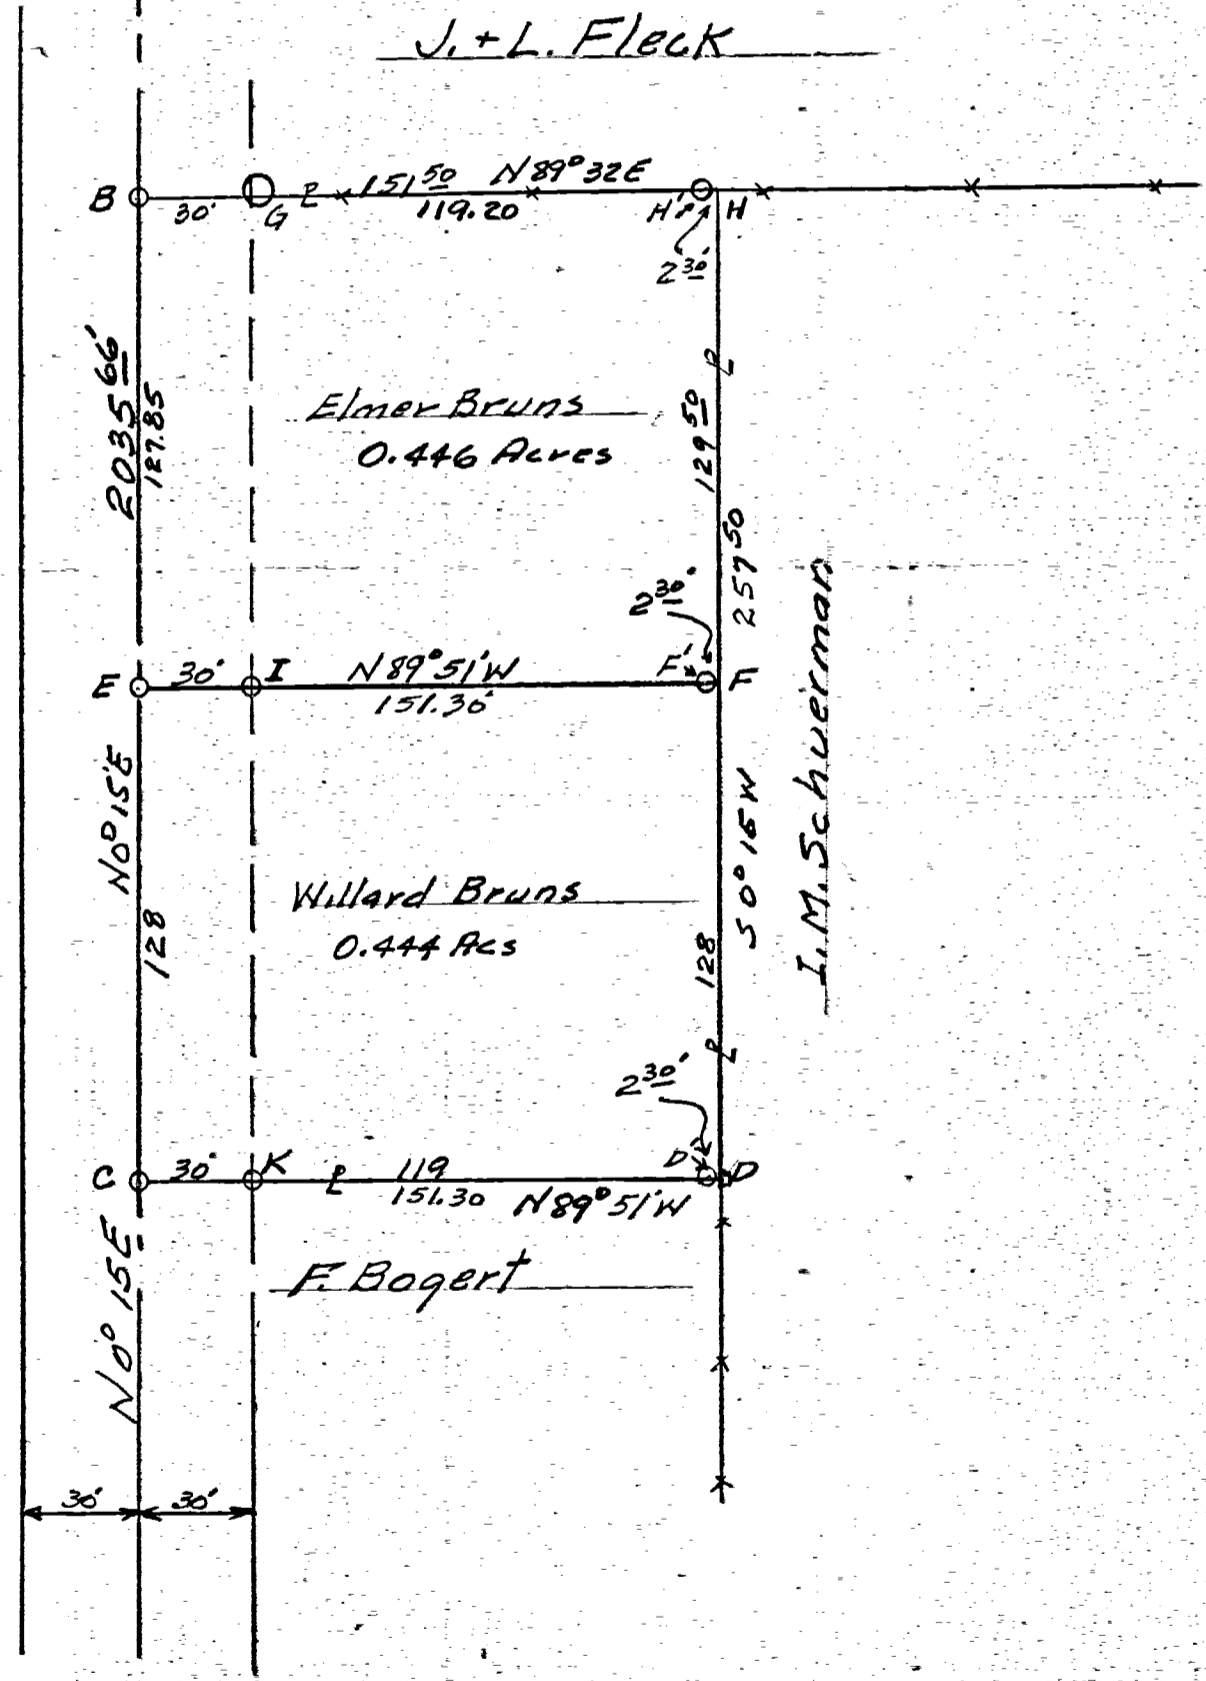 J. + L. Fleck
151 50 N89°32E
B 30' G P 119.20 H' H
2 30'
2035 66'
127.85
P
Elmer Bruns
0.446 Acres
129 50
257 50
2 30'
E 30' I N89°51'W F' F
151.30'
I. M. Schuerman
N0°15'E
128
Willard Bruns
0.444 Acs
S 0° 15 W
128
P
2 30'
C 30' K P 119 D' D
151.30 N89°51'W
F. Bogert
N0° 15 E
30' 30'